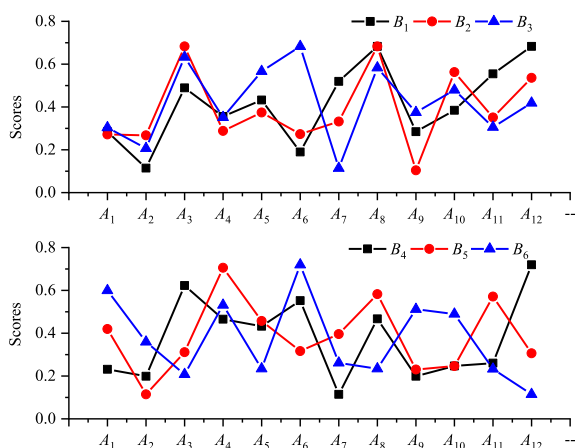 0.8
B₁ B₂ B₃
0.6
Scores
0.4
0.2
0.0
A₁ A₂ A₃ A₄ A₅ A₆ A₇ A₈ A₉ A₁₀ A₁₁ A₁₂ --
0.8
B₄ B₅ B₆
0.6
Scores
0.4
0.2
0.0
A₁ A₂ A₃ A₄ A₅ A₆ A₇ A₈ A₉ A₁₀ A₁₁ A₁₂ --